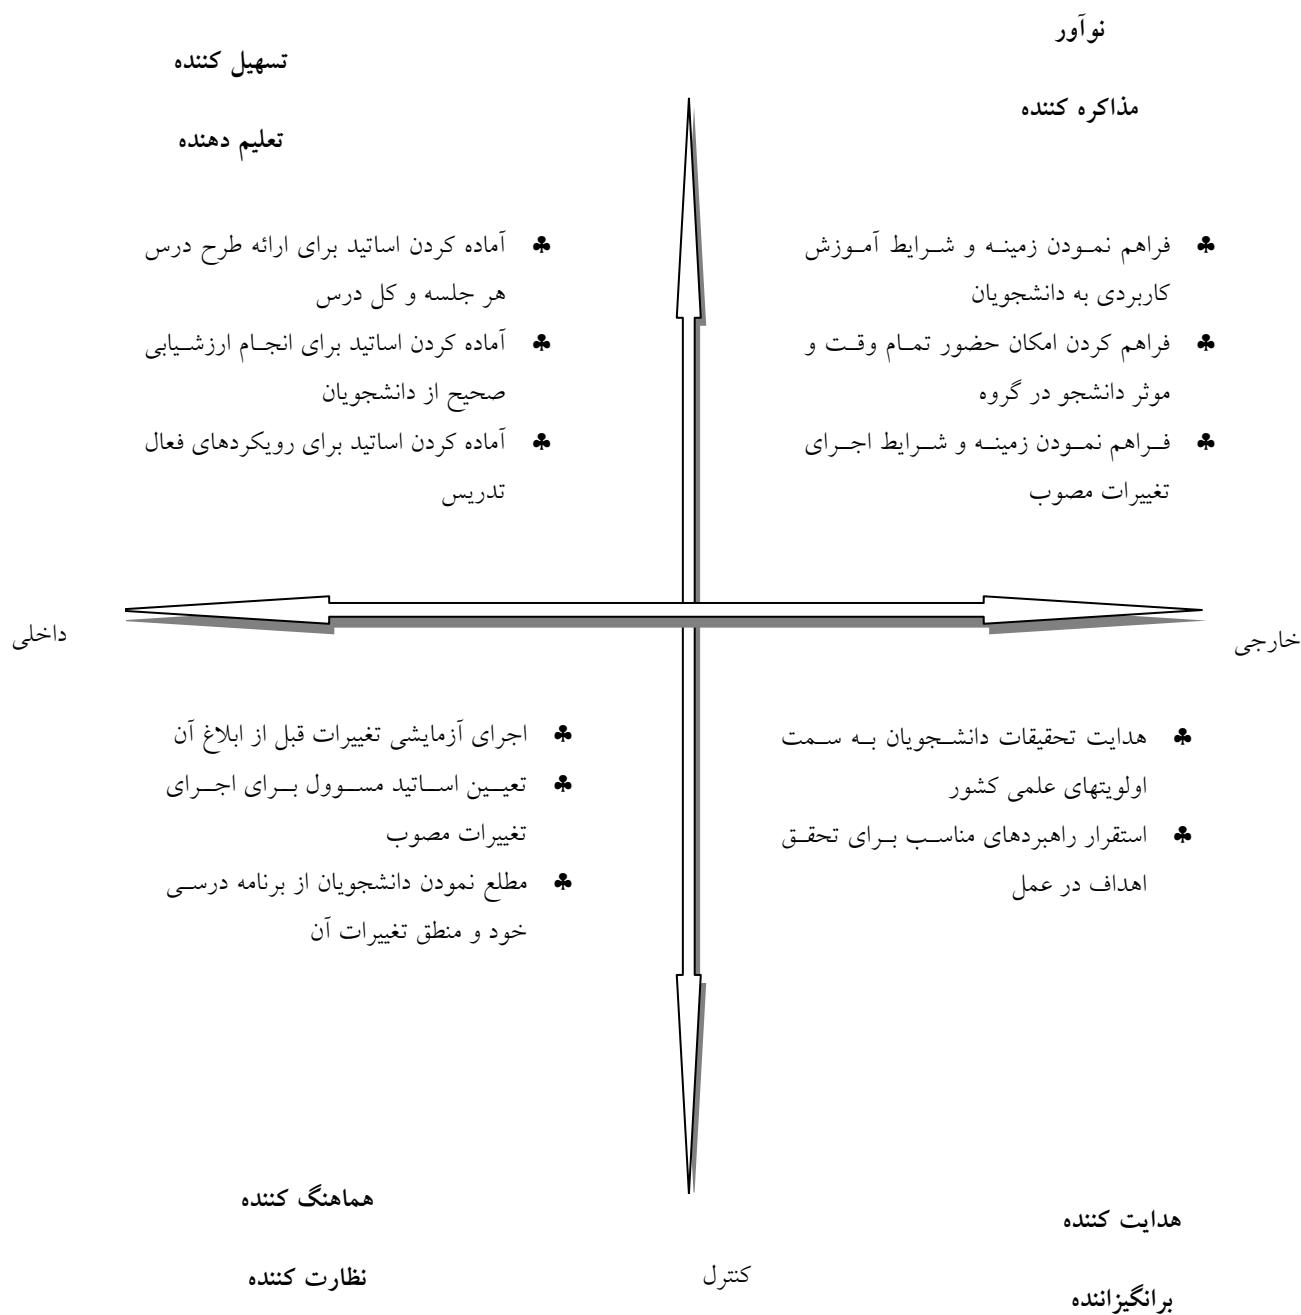 نوآور
مذاکره کننده
♣ فراهم نمودن زمینه و شرایط آموزش
کاربردی به دانشجویان
♣ فراهم کردن امکان حضور تمام وقت و
موثر دانشجو در گروه
♣ فراهم نمودن زمینه و شرایط اجرای
تغییرات مصوب
تسهیل کننده
تعلیم دهنده
♣ آماده کردن اساتید برای ارائه طرح درس
هر جلسه و کل درس
♣ آماده کردن اساتید برای انجام ارزشیابی
صحیح از دانشجویان
♣ آماده کردن اساتید برای رویکردهای فعال
تدریس
خارجی
داخلی
♣ هدایت تحقیقات دانشجویان به سمت
اولویتهای علمی کشور
♣ استقرار راهبردهای مناسب برای تحقق
اهداف در عمل
♣ اجرای آزمایشی تغییرات قبل از ابلاغ آن
♣ تعیین اساتید مسوول برای اجرای
تغییرات مصوب
♣ مطلع نمودن دانشجویان از برنامه درسی
خود و منطق تغییرات آن
هدایت کننده
برانگیزاننده
کنترل
هماهنگ کننده
نظارت کننده